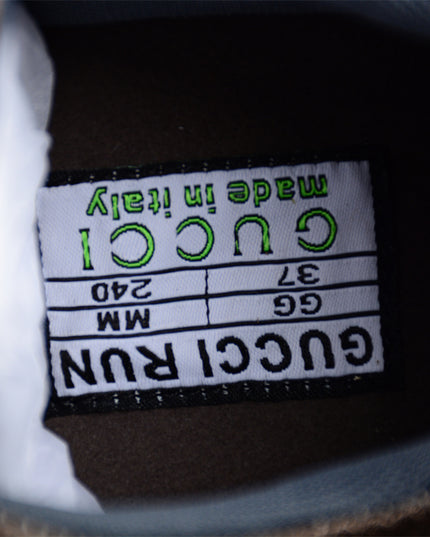 GUCCI RUN
GG MM
37 240
GUCCI
made in italy